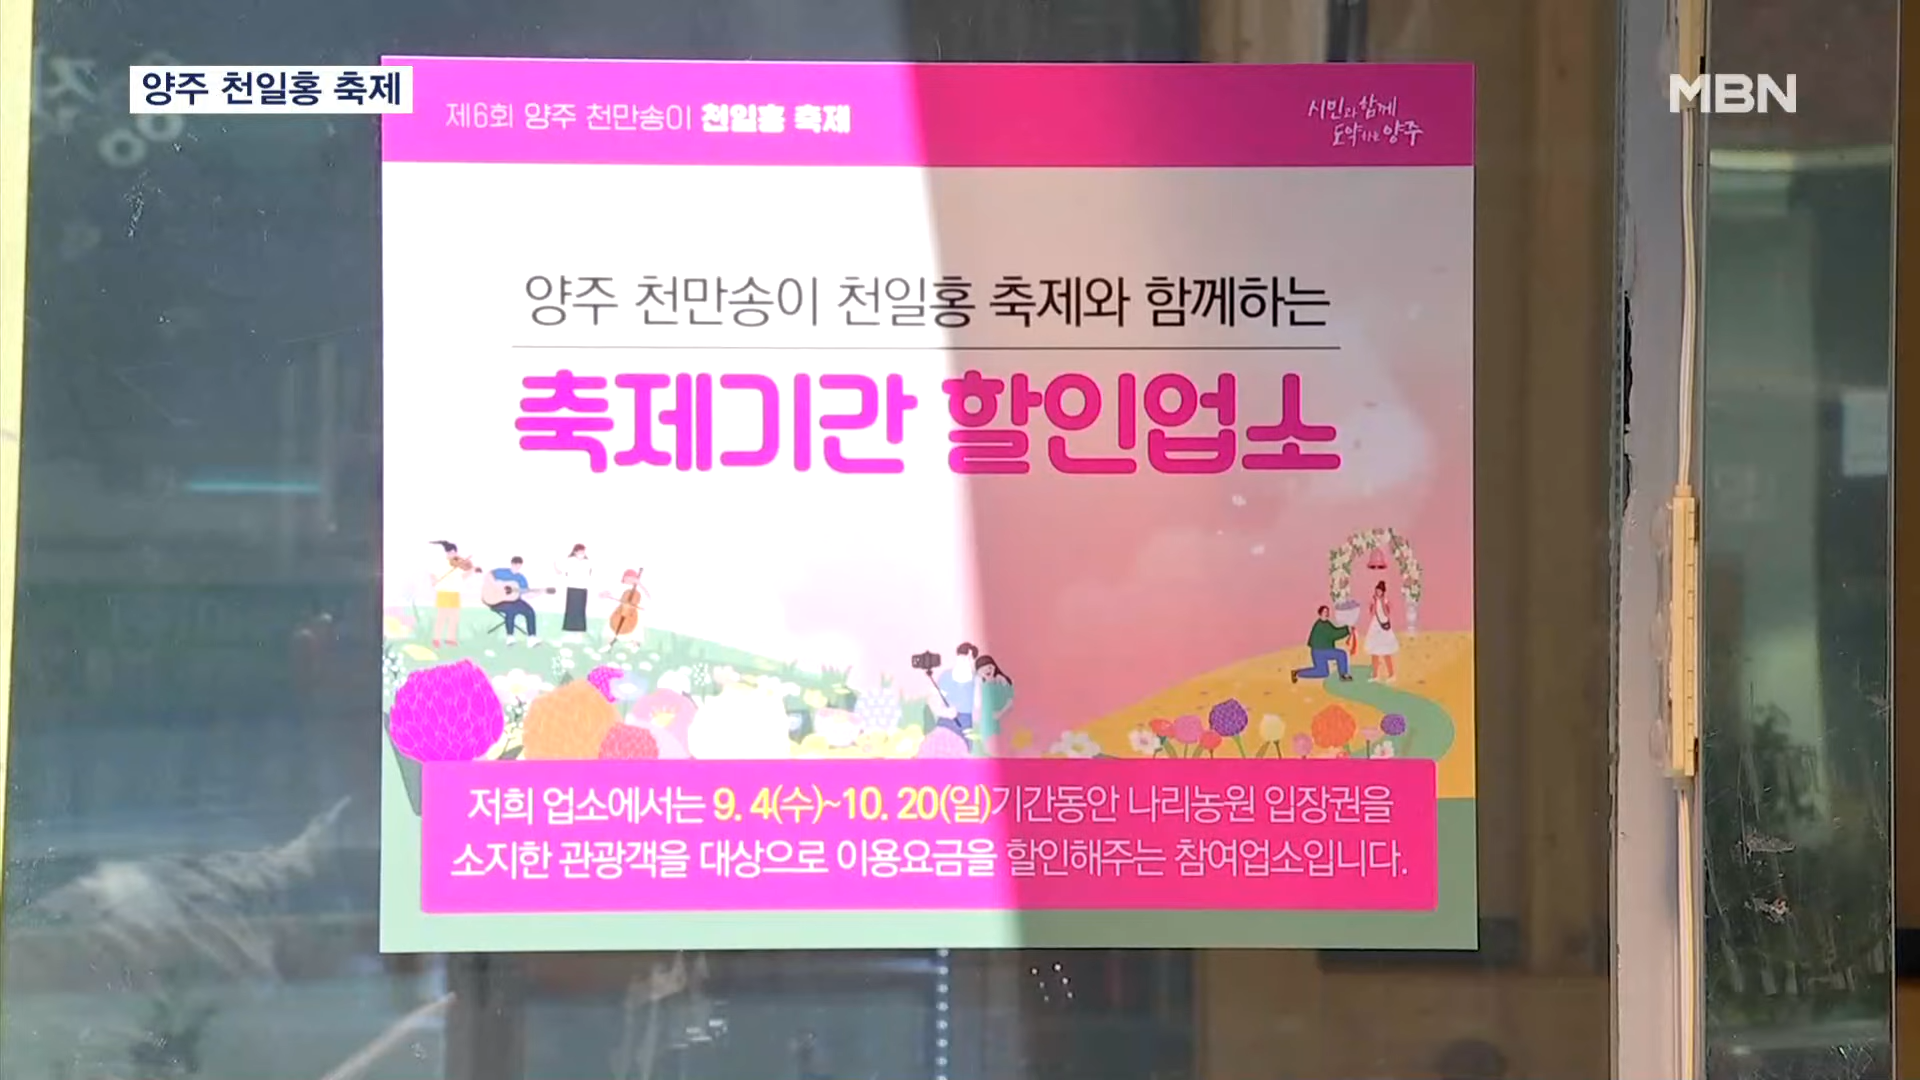 양주 천일홍 축제
MBN
제6회 양주 천만송이 천일홍 축제
시민과 함께
도약하는 양주
양주 천만송이 천일홍 축제와 함께하는
축제기간 할인업소
저희 업소에서는 9. 4(수)~10. 20(일)기간동안 나리농원 입장권을
소지한 관광객을 대상으로 이용요금을 할인해주는 참여업소입니다.